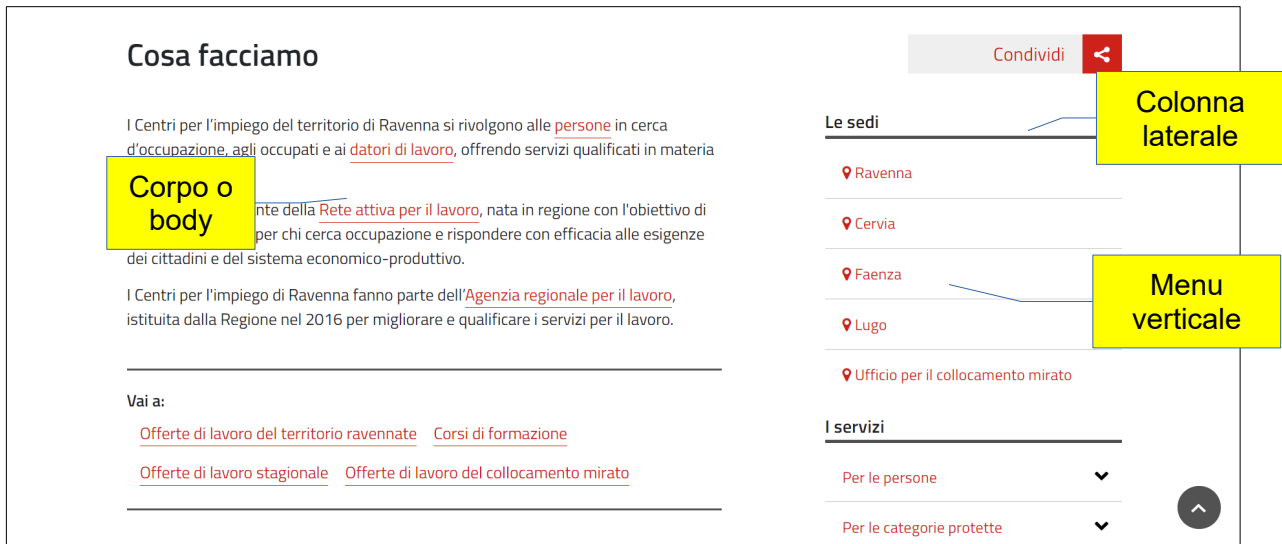 Cosa facciamo
Condividi
I Centri per l'impiego del territorio di Ravenna si rivolgono alle persone in cerca
d'occupazione, agli occupati e ai datori di lavoro, offrendo servizi qualificati in materia
Corpo o
body
nte della Rete attiva per il lavoro, nata in regione con l'obiettivo di
per chi cerca occupazione e rispondere con efficacia alle esigenze
dei cittadini e del sistema economico-produttivo.
I Centri per l'impiego di Ravenna fanno parte dell'Agenzia regionale per il lavoro,
istituita dalla Regione nel 2016 per migliorare e qualificare i servizi per il lavoro.
Vai a:
Offerte di lavoro del territorio ravennate Corsi di formazione
Offerte di lavoro stagionale Offerte di lavoro del collocamento mirato
Colonna
laterale
Le sedi
Ravenna
Cervia
Faenza
Menu
verticale
Lugo
Ufficio per il collocamento mirato
I servizi
Per le persone
Per le categorie protette